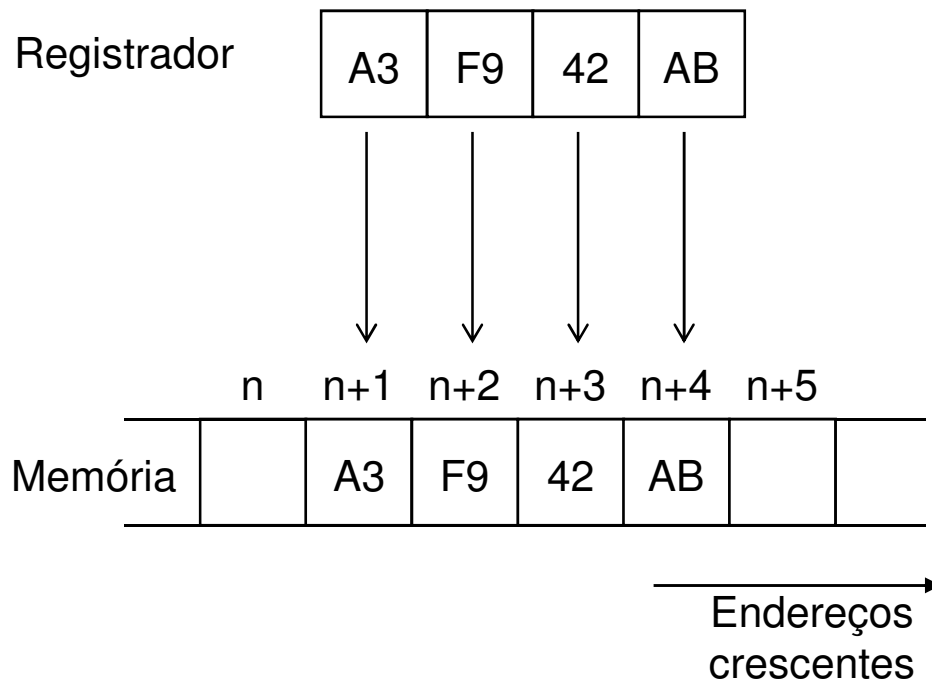 Registrador A3 F9 42 AB
n n+1 n+2 n+3 n+4 n+5
Memória A3 F9 42 AB
Endereços
crescentes